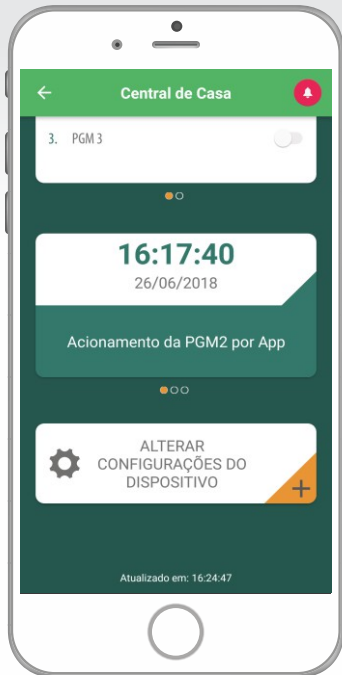 Central de Casa
3. PGM 3
16:17:40
26/06/2018
Acionamento da PGM2 por App
ALTERAR
CONFIGURAÇÕES DO
DISPOSITIVO
Atualizado em: 16:24:47